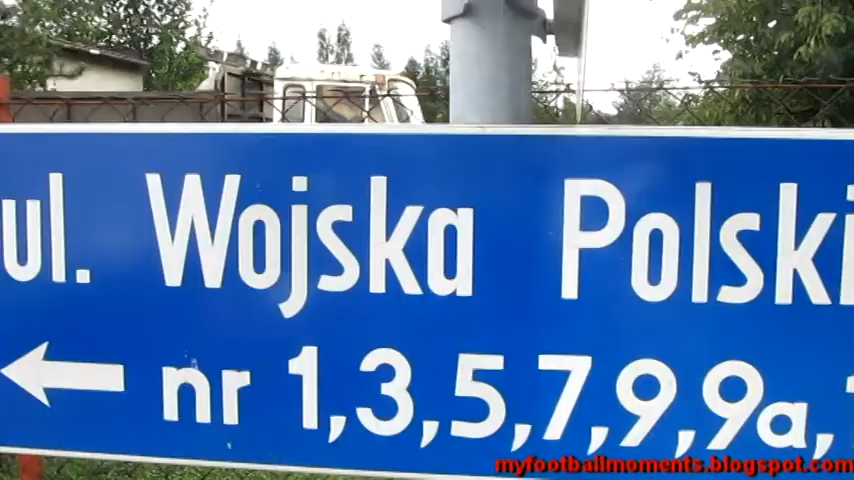 ul. Wojska Polski
← nr 1,3,5,7,9,9a,
myfootballmoments.blogspot.com